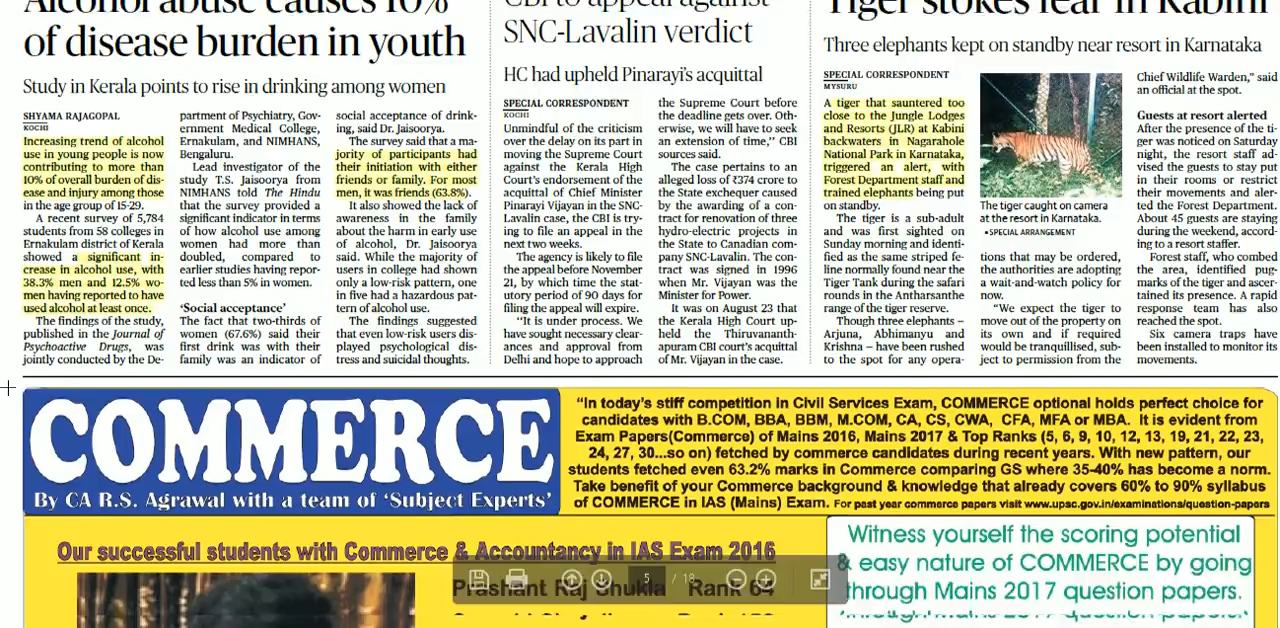 Alcohol abuse causes 10%
of disease burden in youth
Study in Kerala points to rise in drinking among women
SHYAMA RAJAGOPAL
KOCHI
Increasing trend of alcohol
use in young people is now
contributing to more than
10% of overall burden of dis-
ease and injury among those
in the age group of 15-29.
A recent survey of 5,784
students from 58 colleges in
Ernakulam district of Kerala
showed a significant in-
crease in alcohol use, with
38.3% men and 12.5% wo-
men having reported to have
used alcohol at least once.
The findings of the study,
published in the Journal of
Psychoactive Drugs, was
jointly conducted by the De-
partment of Psychiatry, Gov-
ernment Medical College,
Ernakulam, and NIMHANS,
Bengaluru.
Lead investigator of the
study T.S. Jaisoorya from
NIMHANS told The Hindu
that the survey provided a
significant indicator in terms
of how alcohol use among
women had more than
doubled, compared to
earlier studies having repor-
ted less than 5% in women.
‘Social acceptance’
The fact that two-thirds of
women (67.6%) said their
first drink was with their
family was an indicator of
social acceptance of drink-
ing, said Dr. Jaisoorya.
The survey said that a ma-
jority of participants had
their initiation with either
friends or family. For most
men, it was friends (63.8%).
It also showed the lack of
awareness in the family
about the harm in early use
of alcohol, Dr. Jaisoorya
said. While the majority of
users in college had shown
only a low-risk pattern, one
in five had a hazardous pat-
tern of alcohol use.
The findings suggested
that even low-risk users dis-
played psychological dis-
tress and suicidal thoughts.
CBI to appeal against
SNC-Lavalin verdict
HC had upheld Pinarayi’s acquittal
SPECIAL CORRESPONDENT
KOCHI
Unmindful of the criticism
over the delay on its part in
moving the Supreme Court
against the Kerala High
Court’s endorsement of the
acquittal of Chief Minister
Pinarayi Vijayan in the SNC-
Lavalin case, the CBI is try-
ing to file an appeal in the
next two weeks.
The agency is likely to file
the appeal before November
21, by which time the sta-
tutory period of 90 days for
filing the appeal will expire.
“It is under process. We
have sought necessary clear-
ances and approval from
Delhi and hope to approach
the Supreme Court before
the deadline gets over. Oth-
erwise, we will have to seek
an extension of time,” CBI
sources said.
The case pertains to an
alleged loss of ₹374 crore to
the State exchequer caused
by the awarding of a con-
tract for renovation of three
hydro-electric projects in
the State to Canadian com-
pany SNC-Lavalin. The con-
tract was signed in 1996
when Mr. Vijayan was the
Minister for Power.
It was on August 23 that
the Kerala High Court up-
held the Thiruvananth-
apuram CBI court’s acquittal
of Mr. Vijayan in the case.
Tiger stokes fear in Kabini
Three elephants kept on standby near resort in Karnataka
SPECIAL CORRESPONDENT
MYSURU
A tiger that sauntered too
close to the Jungle Lodges
and Resorts (JLR) at Kabini
backwaters in Nagarahole
National Park in Karnataka,
triggered an alert, with
Forest Department staff and
trained elephants being put
on standby.
The tiger is a sub-adult
and was first sighted on
Sunday morning and identi-
fied as the same striped fe-
line normally found near the
Tiger Tank during the safari
rounds in the Antharsanthe
range of the tiger reserve.
Though three elephants –
Arjuna, Abhimanyu and
Krishna – have been rushed
to the spot for any opera-
The tiger caught on camera
at the resort in Karnataka.
•SPECIAL ARRANGEMENT
tions that may be ordered,
the authorities are adopting
a wait-and-watch policy for
now.
“We expect the tiger to
move out of the property on
its own and if required
would be tranquilised, sub-
ject to permission from the
Chief Wildlife Warden,” said
an official at the spot.
Guests at resort alerted
After the presence of the ti-
ger was noticed on Saturday
night, the resort staff ad-
vised the guests to stay put
in their rooms or restrict
their movements and aler-
ted the Forest Department.
About 45 guests are staying
during the weekend, accord-
ing to a resort staffer.
Forest staff, who combed
the area, identified pug-
marks of the tiger and ascer-
tained its presence. A rapid
response team has also
reached the spot.
Six camera traps have
been installed to monitor its
movements.
COMMERCE
By CA R.S. Agrawal with a team of ‘Subject Experts’
“In today’s stiff competition in Civil Services Exam, COMMERCE optional holds perfect choice for
candidates with B.COM, BBA, BBM, M.COM, CA, CS, CWA, CFA, MFA or MBA. It is evident from
Exam Papers(Commerce) of Mains 2016, Mains 2017 & Top Ranks (5, 6, 9, 10, 12, 13, 19, 21, 22, 23,
24, 27, 30...so on) fetched by commerce candidates during recent years. With new pattern, our
students fetched even 63.2% marks in Commerce comparing GS where 35-40% has become a norm.
Take benefit of your Commerce background & knowledge that already covers 60% to 90% syllabus
of COMMERCE in IAS (Mains) Exam. For past year commerce papers visit www.upsc.gov.in/examinations/question-papers
Our successful students with Commerce & Accountancy in IAS Exam 2016
Prashant Raj Shukla Rank 64
5 / 18
Witness yourself the scoring potential
& easy nature of COMMERCE by going
through Mains 2017 question papers.